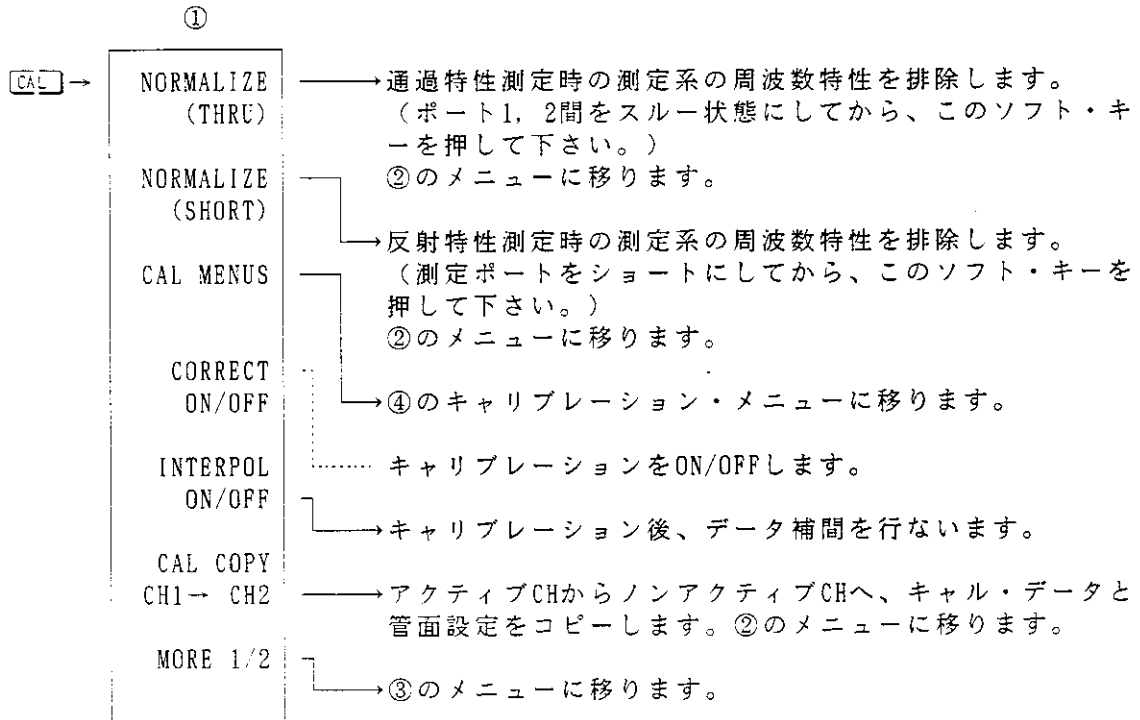 ①
CAL → NORMALIZE (THRU) → 通過特性測定時の測定系の周波数特性を排除します。
（ポート1, 2間をスルー状態にしてから、このソフト・キ
ーを押して下さい。）
②のメニューに移ります。
NORMALIZE
(SHORT)
→反射特性測定時の測定系の周波数特性を排除します。
（測定ポートをショートにしてから、このソフト・キーを
押して下さい。）
②のメニューに移ります。
CAL MENUS
→④のキャリブレーション・メニューに移ります。
CORRECT
ON/OFF
キャリブレーションをON/OFFします。
INTERPOL
ON/OFF
→キャリブレーション後、データ補間を行ないます。
CAL COPY
CH1→ CH2 →アクティブCHからノンアクティブCHへ、キャル・データと
管面設定をコピーします。②のメニューに移ります。
MORE 1/2
→③のメニューに移ります。